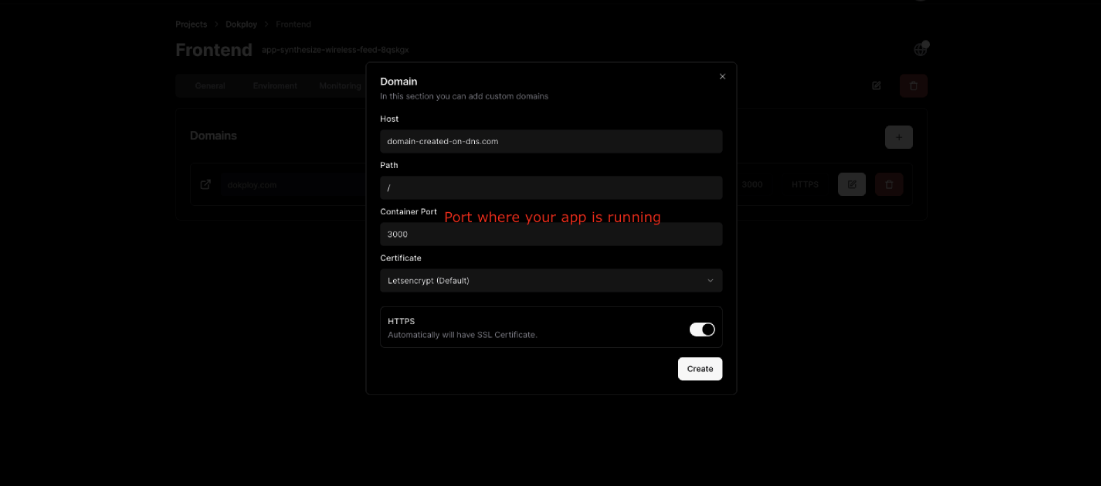 Projects > Dokploy > Frontend
Frontend app-synthesize-wireless-feed-8qckgx
General Enviroment Monitoring
Domains
dokploy.com 3000 HTTPS
Domain
In this section you can add custom domains
Host
domain-created-on-dns.com
Path
/
Container Port
Port where your app is running
3000
Certificate
Letsencrypt (Default)
HTTPS
Automatically will have SSL Certificate.
Create